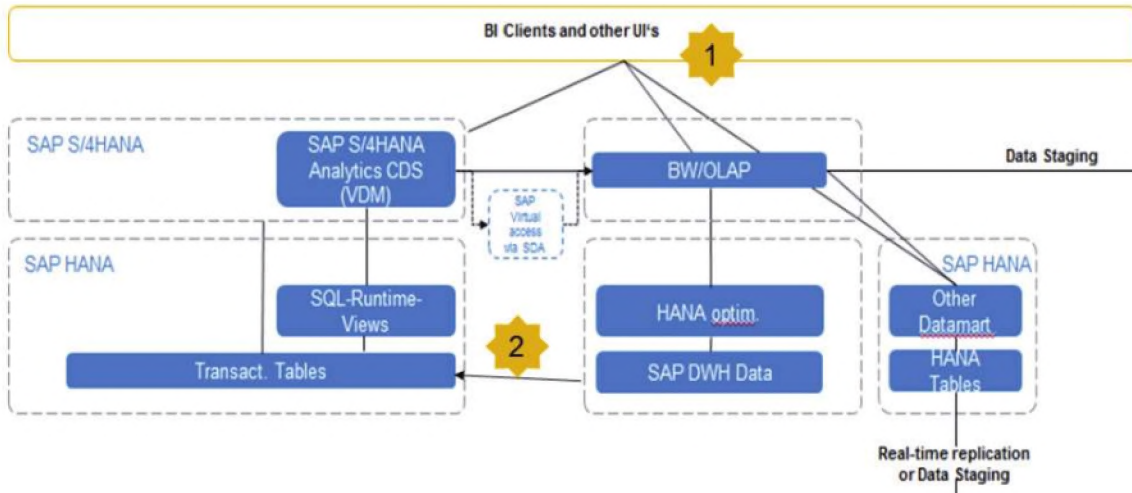 BI Clients and other UI's
1
SAP S/4HANA
SAP S/4HANA
Analytics CDS
(VDM)
BW/OLAP
Data Staging
SAP
Virtual
access
via SDA
SAP HANA
SQL-Runtime-
Views
Transact. Tables
2
HANA optim.
SAP DWH Data
SAP HANA
Other
Datamart
HANA
Tables
Real-time replication
or Data Staging